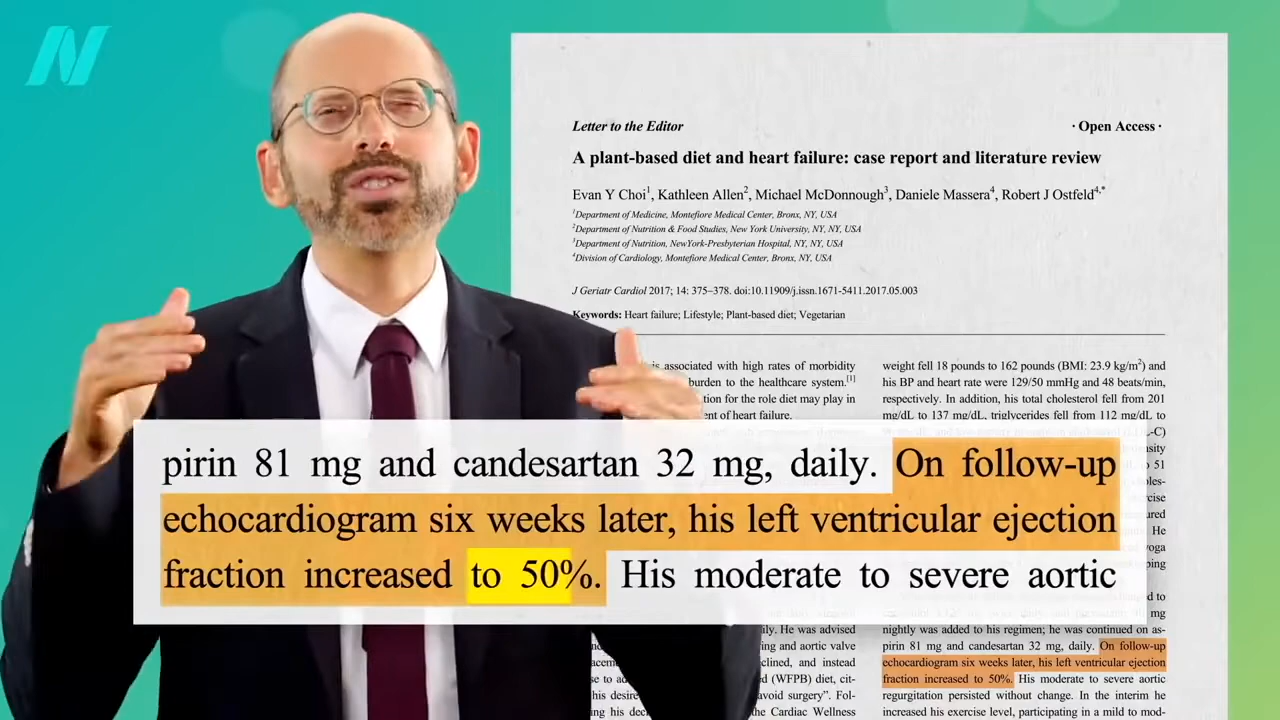 Letter to the Editor
· Open Access ·
A plant-based diet and heart failure: case report and literature review
Evan Y Choi1, Kathleen Allen2, Michael McDonnough3, Daniele Massera4, Robert J Ostfeld4,*
1Department of Medicine, Montefiore Medical Center, Bronx, NY, USA
2Department of Nutrition & Food Studies, New York University, NY, NY, USA
3Department of Nutrition, NewYork-Presbyterian Hospital, NY, NY, USA
4Division of Cardiology, Montefiore Medical Center, Bronx, NY, USA
J Geriatr Cardiol 2017; 14: 375–378. doi:10.11909/j.issn.1671-5411.2017.05.003
Keywords: Heart failure; Lifestyle; Plant-based diet; Vegetarian
is associated with high rates of morbidity
burden to the healthcare system.[1]
tion for the role diet may play in
ent of heart failure.
weight fell 18 pounds to 162 pounds (BMI: 23.9 kg/m2) and
his BP and heart rate were 129/50 mmHg and 48 beats/min,
respectively. In addition, his total cholesterol fell from 201
mg/dL to 137 mg/dL, triglycerides fell from 112 mg/dL to
pirin 81 mg and candesartan 32 mg, daily. On follow-up
echocardiogram six weeks later, his left ventricular ejection
fraction increased to 50%. His moderate to severe aortic
ily. He was advised
ing and aortic valve
clined, and instead
d (WFPB) diet, cit-
his desire
avoid surgery”. Fol-
the Cardiac Wellness
nightly was added to his regimen; he was continued on as-
pirin 81 mg and candesartan 32 mg, daily. On follow-up
echocardiogram six weeks later, his left ventricular ejection
fraction increased to 50%. His moderate to severe aortic
regurgitation persisted without change. In the interim he
increased his exercise level, participating in a mild to mod-